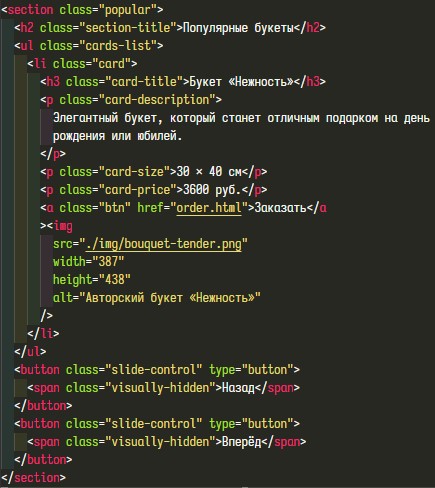 <section class="popular">
<h2 class="section-title">Популярные букеты</h2>
<ul class="cards-list">
<li class="card">
<h3 class="card-title">Букет «Нежность»</h3>
<p class="card-description">
Элегантный букет, который станет отличным подарком на день
рождения или юбилей.
</p>
<p class="card-size">30 × 40 см</p>
<p class="card-price">3600 руб.</p>
<a class="btn" href="order.html">Заказать</a
><img
src="./img/bouquet-tender.png"
width="387"
height="438"
alt="Авторский букет «Нежность»"
/>
</li>
</ul>
<button class="slide-control" type="button">
<span class="visually-hidden">Назад</span>
</button>
<button class="slide-control" type="button">
<span class="visually-hidden">Вперёд</span>
</button>
</section>